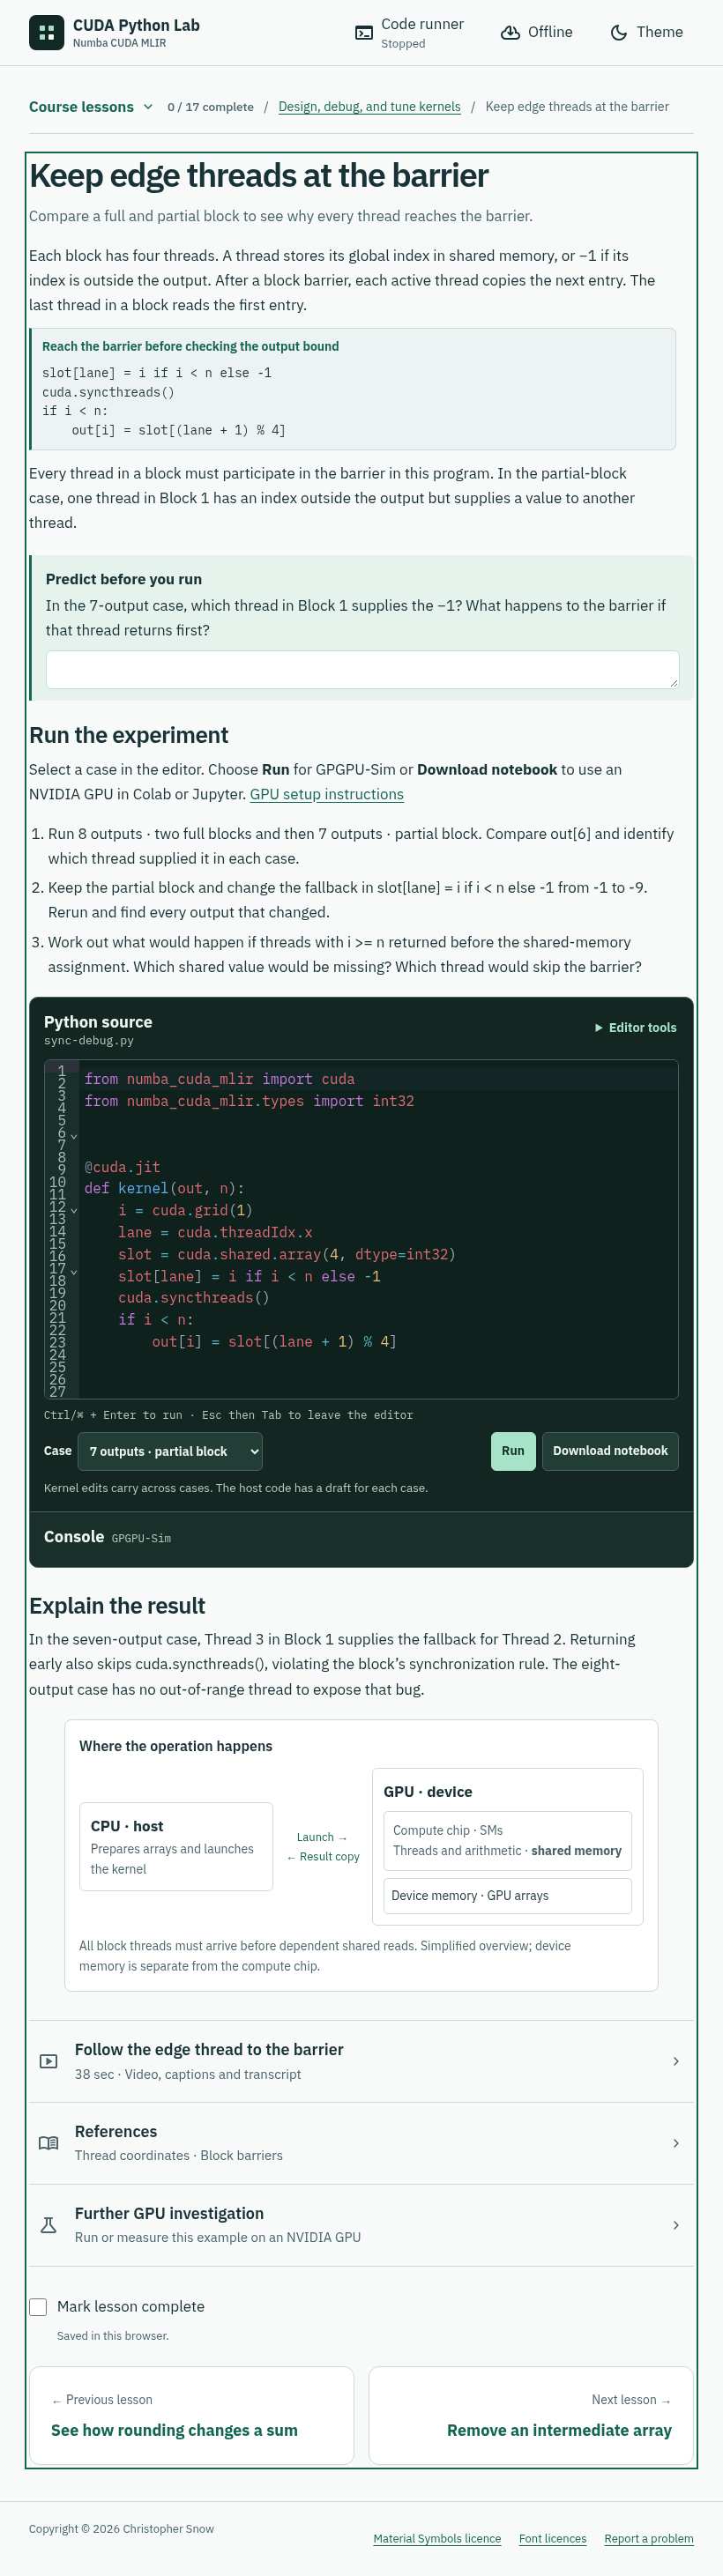 CUDA Python Lab
Numba CUDA MLIR
Code runner
Stopped
Offline
Theme
Course lessons
0 / 17 complete / Design, debug, and tune kernels / Keep edge threads at the barrier
Keep edge threads at the barrier
Compare a full and partial block to see why every thread reaches the barrier.
Each block has four threads. A thread stores its global index in shared memory, or −1 if its
index is outside the output. After a block barrier, each active thread copies the next entry. The
last thread in a block reads the first entry.
Reach the barrier before checking the output bound
slot[lane] = i if i < n else -1
cuda.syncthreads()
if i < n:
    out[i] = slot[(lane + 1) % 4]
Every thread in a block must participate in the barrier in this program. In the partial-block
case, one thread in Block 1 has an index outside the output but supplies a value to another
thread.
Predict before you run
In the 7-output case, which thread in Block 1 supplies the −1? What happens to the barrier if
that thread returns first?
Run the experiment
Select a case in the editor. Choose Run for GPGPU-Sim or Download notebook to use an
NVIDIA GPU in Colab or Jupyter. GPU setup instructions
1. Run 8 outputs · two full blocks and then 7 outputs · partial block. Compare out[6] and identify
which thread supplied it in each case.
2. Keep the partial block and change the fallback in slot[lane] = i if i < n else -1 from -1 to -9.
Rerun and find every output that changed.
3. Work out what would happen if threads with i >= n returned before the shared-memory
assignment. Which shared value would be missing? Which thread would skip the barrier?
Python source
sync-debug.py
▶ Editor tools
1
2
3
4
5
6
7
8
9
10
11
12
13
14
15
16
17
18
19
20
21
22
23
24
25
26
27
from numba_cuda_mlir import cuda
from numba_cuda_mlir.types import int32
@cuda.jit
def kernel(out, n):
    i = cuda.grid(1)
    lane = cuda.threadIdx.x
    slot = cuda.shared.array(4, dtype=int32)
    slot[lane] = i if i < n else -1
    cuda.syncthreads()
    if i < n:
        out[i] = slot[(lane + 1) % 4]
Ctrl/⌘ + Enter to run · Esc then Tab to leave the editor
Case
7 outputs · partial block
Run
Download notebook
Kernel edits carry across cases. The host code has a draft for each case.
Console GPGPU-Sim
Explain the result
In the seven-output case, Thread 3 in Block 1 supplies the fallback for Thread 2. Returning
early also skips cuda.syncthreads(), violating the block’s synchronization rule. The eight-
output case has no out-of-range thread to expose that bug.
Where the operation happens
CPU · host
Prepares arrays and launches
the kernel
Launch →
← Result copy
GPU · device
Compute chip · SMs
Threads and arithmetic · shared memory
Device memory · GPU arrays
All block threads must arrive before dependent shared reads. Simplified overview; device
memory is separate from the compute chip.
Follow the edge thread to the barrier
38 sec · Video, captions and transcript
References
Thread coordinates · Block barriers
Further GPU investigation
Run or measure this example on an NVIDIA GPU
Mark lesson complete
Saved in this browser.
← Previous lesson
See how rounding changes a sum
Next lesson →
Remove an intermediate array
Copyright © 2026 Christopher Snow
Material Symbols licence
Font licences
Report a problem